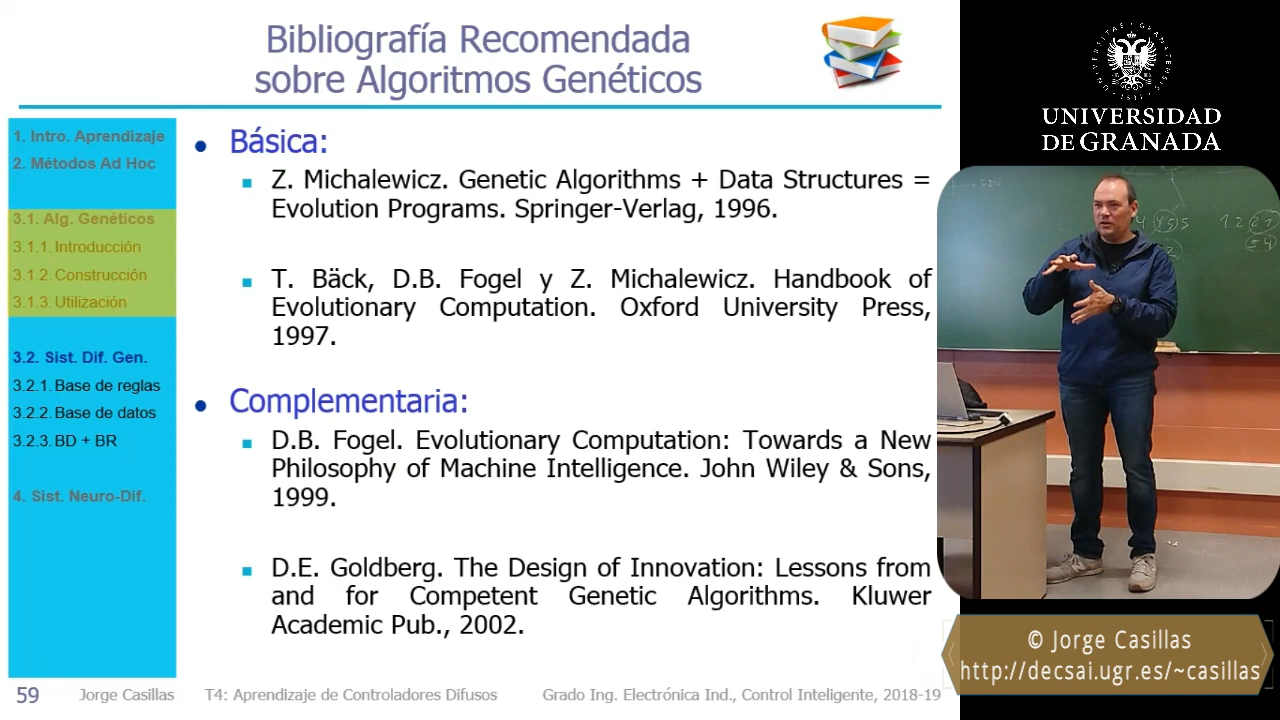 Bibliografía Recomendada
sobre Algoritmos Genéticos
1. Intro. Aprendizaje
2. Métodos Ad Hoc
3.1. Alg. Genéticos
3.1.1. Introducción
3.1.2. Construcción
3.1.3. Utilización
3.2. Sist. Dif. Gen.
3.2.1. Base de reglas
3.2.2. Base de datos
3.2.3. BD + BR
4. Sist. Neuro-Dif.
Básica:
Z. Michalewicz. Genetic Algorithms + Data Structures =
Evolution Programs. Springer-Verlag, 1996.
T. Bäck, D.B. Fogel y Z. Michalewicz. Handbook of
Evolutionary Computation. Oxford University Press,
1997.
Complementaria:
D.B. Fogel. Evolutionary Computation: Towards a New
Philosophy of Machine Intelligence. John Wiley & Sons,
1999.
D.E. Goldberg. The Design of Innovation: Lessons from
and for Competent Genetic Algorithms. Kluwer
Academic Pub., 2002.
59
Jorge Casillas
T4: Aprendizaje de Controladores Difusos
Grado Ing. Electrónica Ind., Control Inteligente, 2018-19
UNIVERSIDAD
DE GRANADA
© Jorge Casillas
http://decsai.ugr.es/~casillas